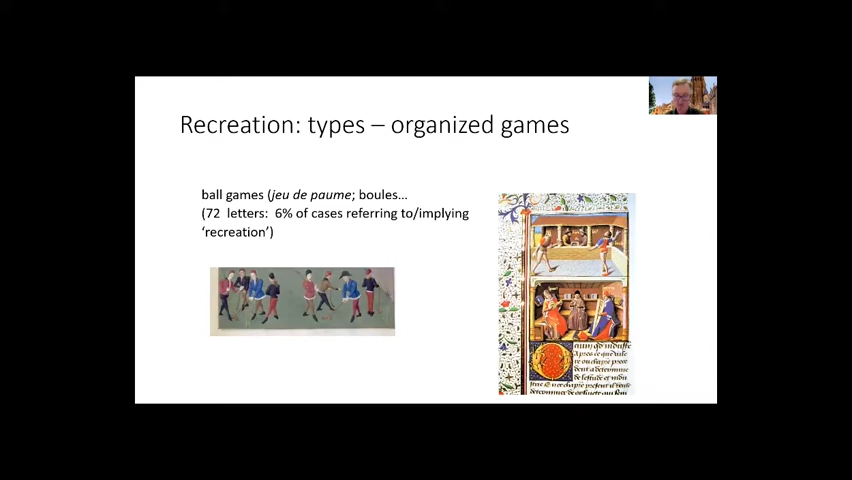 Recreation: types – organized games
ball games (jeu de paume; boules...
(72 letters: 6% of cases referring to/implying
‘recreation’)